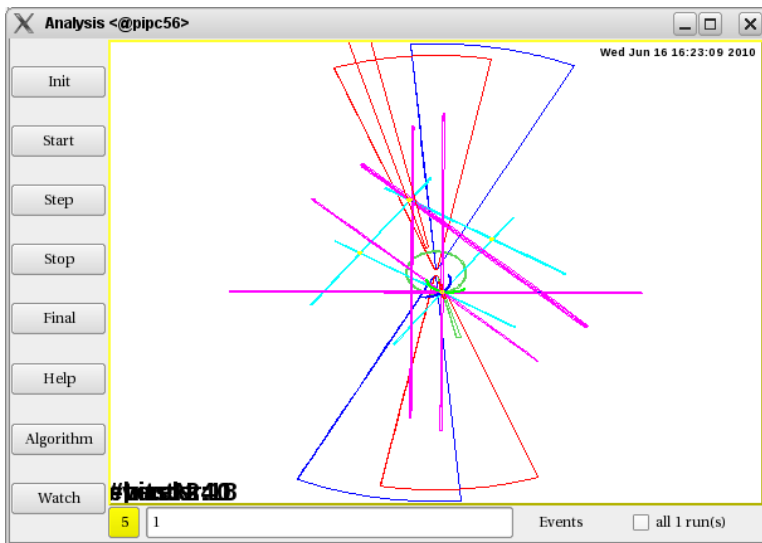 Analysis <@pipc56>
Wed Jun 16 16:23:09 2010
Init
Start
Step
Stop
Final
Help
Algorithm
Watch
5
1
Events
all 1 run(s)